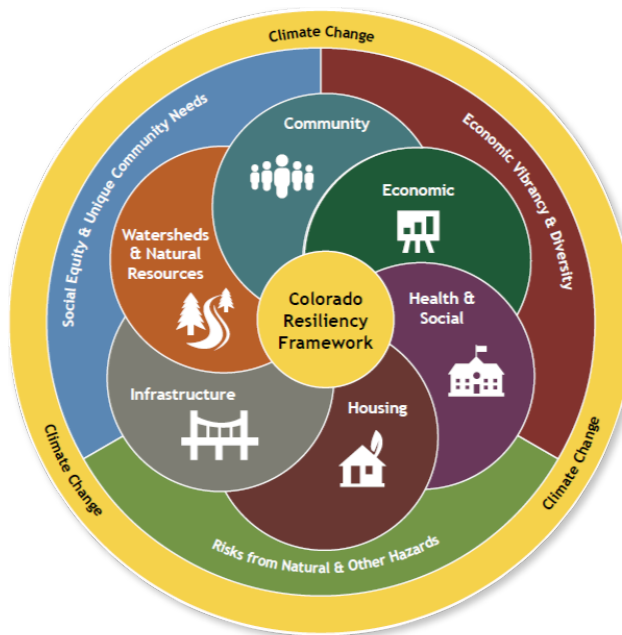 Climate Change
Social Equity & Unique Community Needs
Economic Vibrancy & Diversity
Community
Economic
Watersheds
& Natural
Resources
Colorado
Resiliency
Framework
Health &
Social
Infrastructure
Housing
Climate Change
Climate Change
Risks from Natural & Other Hazards